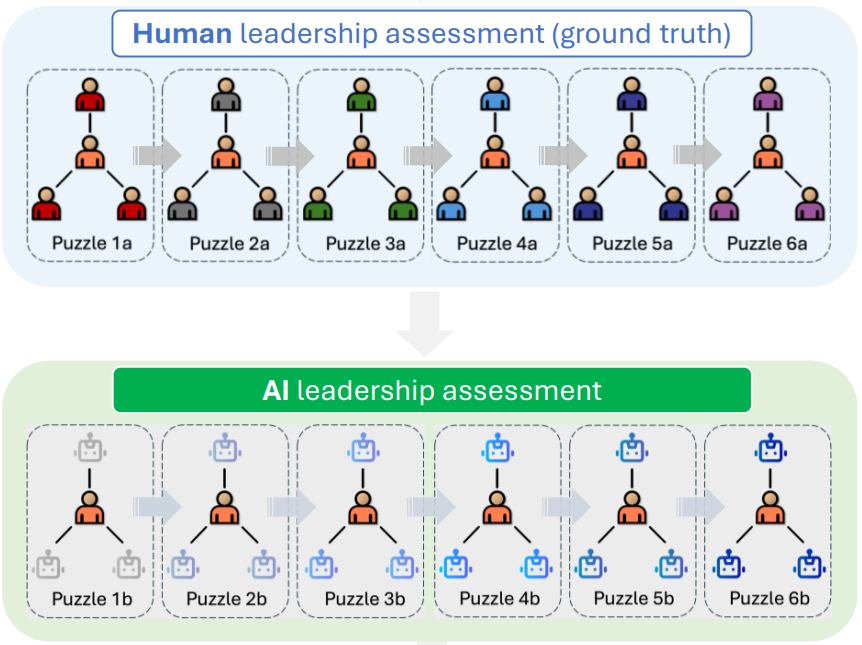 Human leadership assessment (ground truth)
Puzzle 1a
Puzzle 2a
Puzzle 3a
Puzzle 4a
Puzzle 5a
Puzzle 6a
AI leadership assessment
Puzzle 1b
Puzzle 2b
Puzzle 3b
Puzzle 4b
Puzzle 5b
Puzzle 6b